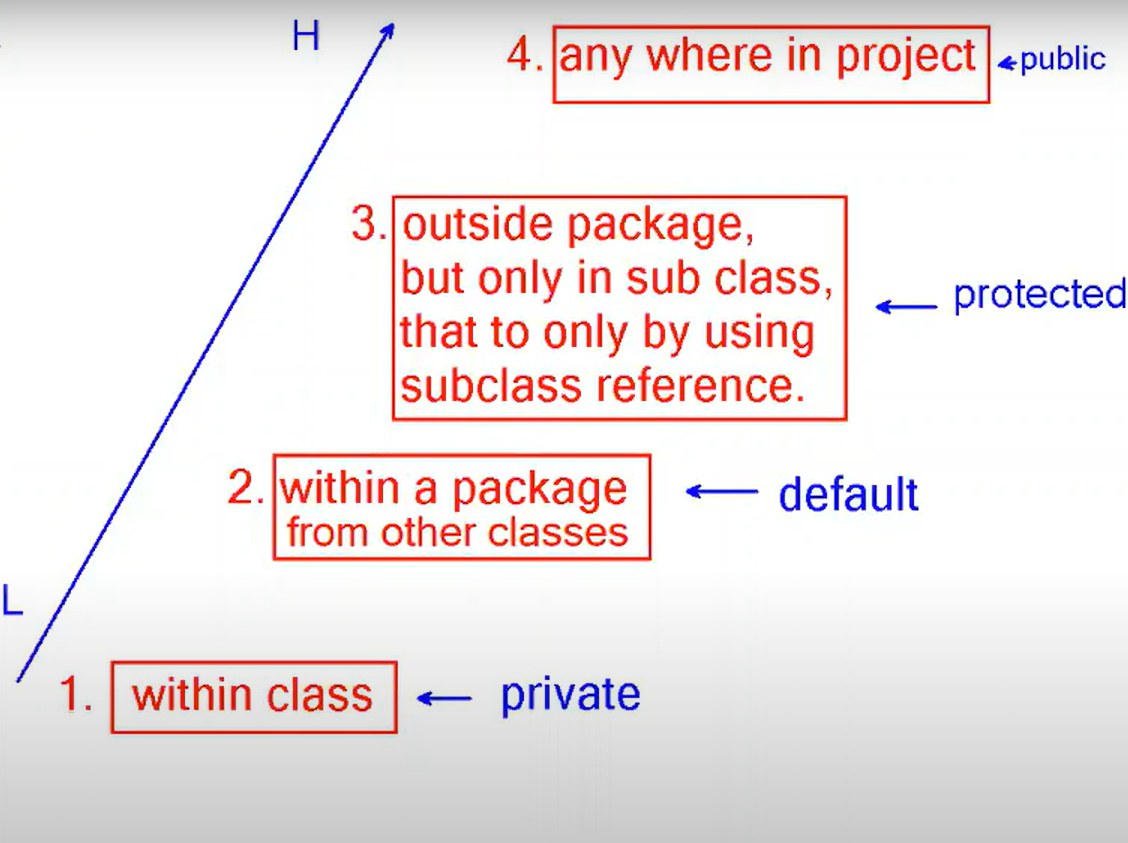 H
4. any where in project ← public
3. outside package,
but only in sub class,
that to only by using
subclass reference.
← protected
2. within a package
from other classes
← default
L
1. within class ← private